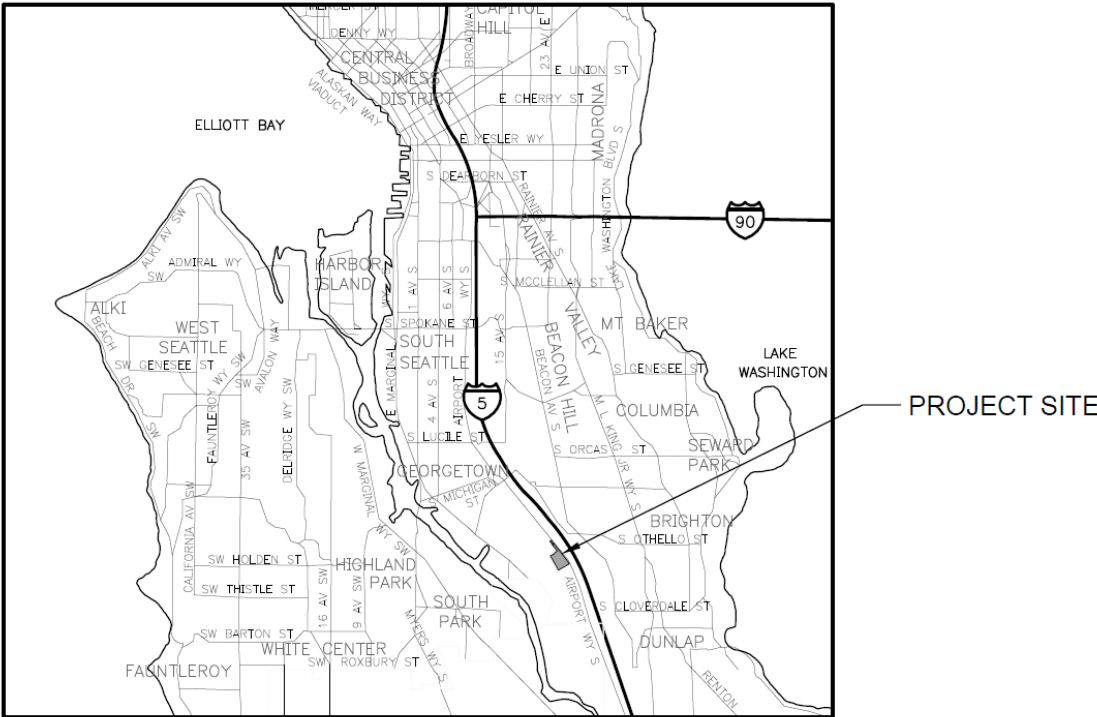 MERCER ST
CAPITOL
HILL
DENNY WY
BROADWAY
23 AV E
CENTRAL
BUSINESS
DISTRICT
E UNION ST
ALASKAN WAY
VIADUCT
E CHERRY ST
MADRONA
ELLIOTT BAY
E YESLER WY
S DEARBORN ST
LAKE WASHINGTON BLVD S
RAINIER AV S
90
ALKI AV SW
SW ADMIRAL WY
HARBOR
ISLAND
1 AV S
6 AV S
S MCCLELLAN ST
RAINIER VALLEY
ALKI
WEST
SEATTLE
S SPOKANE ST
15 AV S
MT BAKER
SOUTH
SEATTLE
BEACH DR SW
SW GENESEE ST
SW AVALON WAY
E MARGINAL WY S
BEACON HILL
BEACON AV S
S GENESEE ST
LAKE
WASHINGTON
FAUNTLEROY WY SW
35 AV SW
DELRIDGE WY SW
4 AV S
AIRPORT WY S
5
M L KING JR WY S
COLUMBIA
PROJECT SITE
S LUCILE ST
S ORCAS ST
SEWARD
PARK
GEORGETOWN
W MARGINAL WY SW
S MICHIGAN
ST
BRIGHTON
S OTHELLO ST
CALIFORNIA AV SW
SW HOLDEN ST
HIGHLAND
PARK
SW THISTLE ST
16 AV SW
9 AV SW
SOUTH
PARK
AIRPORT WY S
S CLOVERDALE ST
MYERS WY S
DUNLAP
SW BARTON ST
WHITE CENTER
SW ROXBURY ST
FAUNTLEROY
RENTON